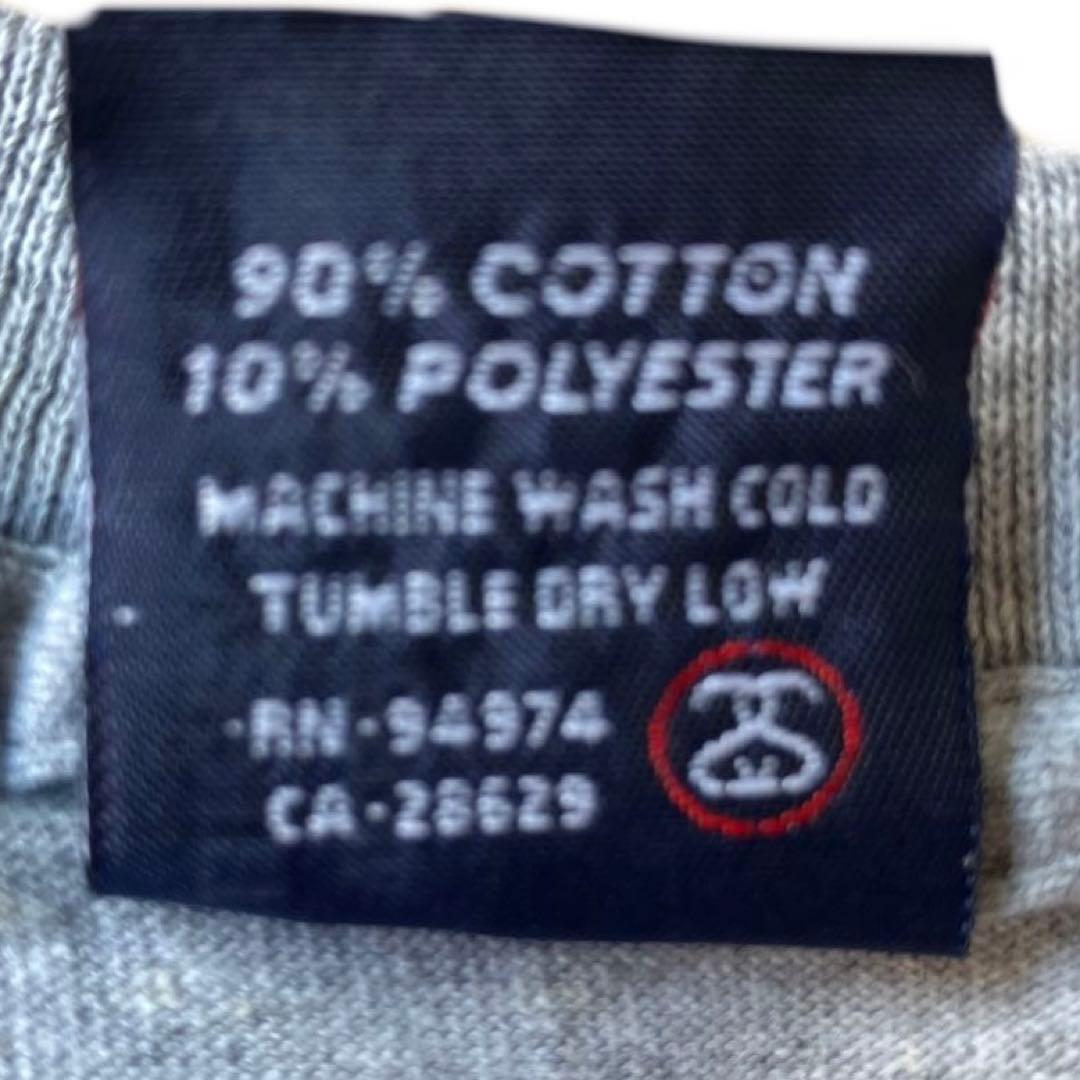 90% COTTON
10% POLYESTER
MACHINE WASH COLD
TUMBLE DRY LOW
·RN·94974
CA·28629